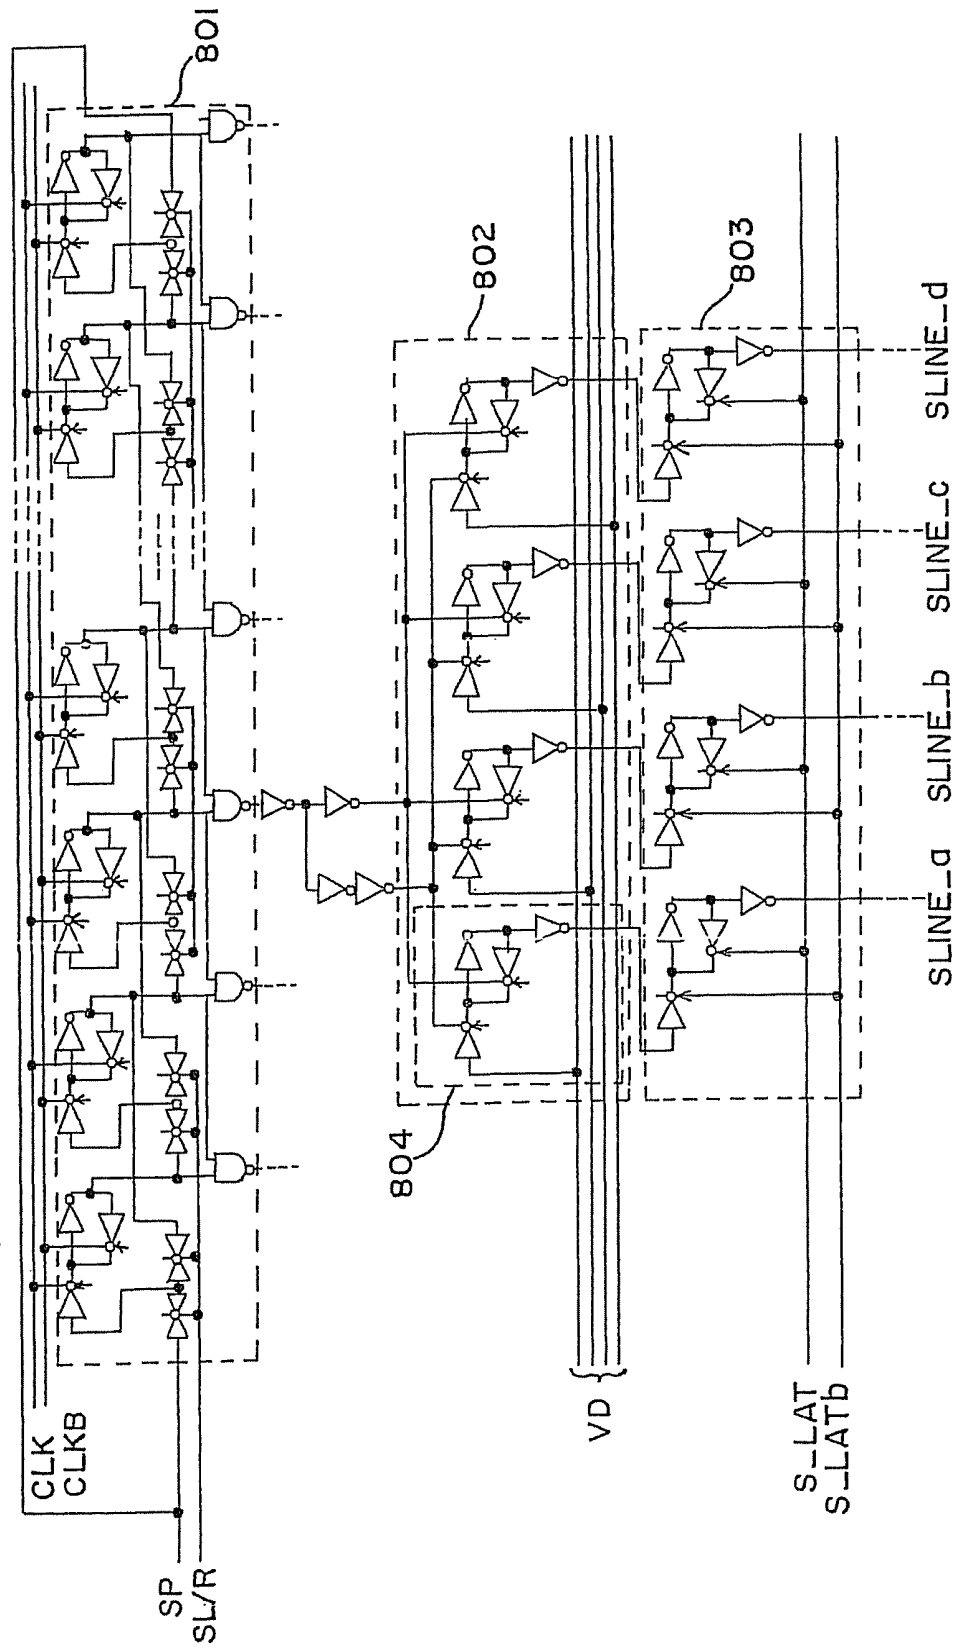 801
CLK
CLKB
SP
SL/R
802
804
VD
803
S_LAT
S_LATb
SLINE_a
SLINE_b
SLINE_c
SLINE_d